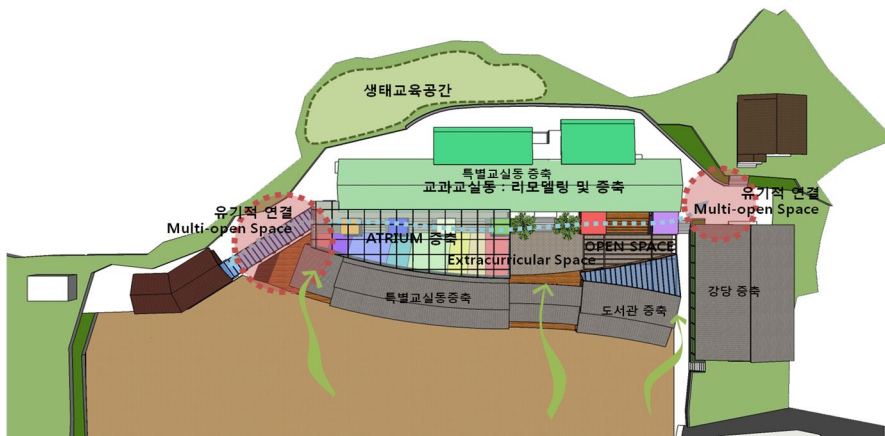 생태교육공간
특별교실동 증축
교과교실동 : 리모델링 및 증축
유기적 연결
Multi-open Space
유기적 연결
Multi-open Space
ATRIUM 증축
OPEN SPACE
Extracurricular Space
강당 증축
특별교실동증축
도서관 증축